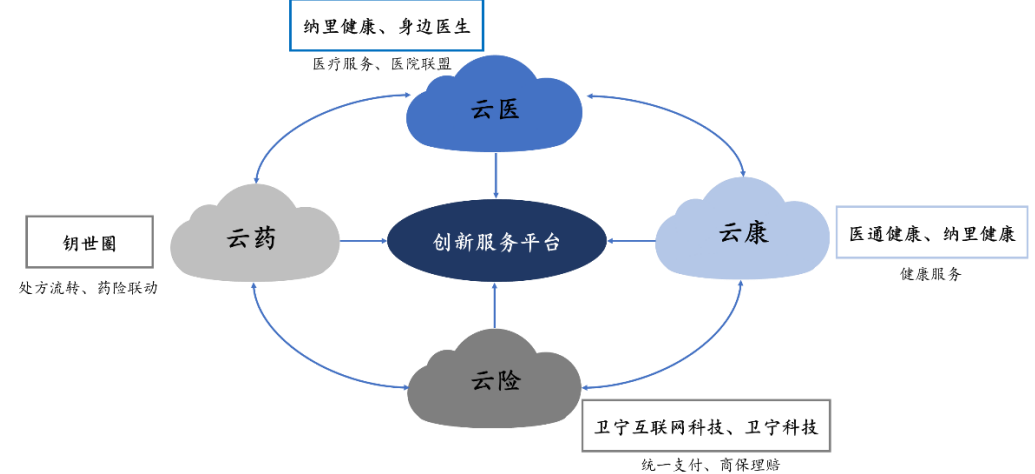 纳里健康、身边医生
医疗服务、医院联盟
云医
云药
钥世圈
处方流转、药险联动
创新服务平台
云康
医通健康、纳里健康
健康服务
云险
卫宁互联网科技、卫宁科技
统一支付、商保理赔